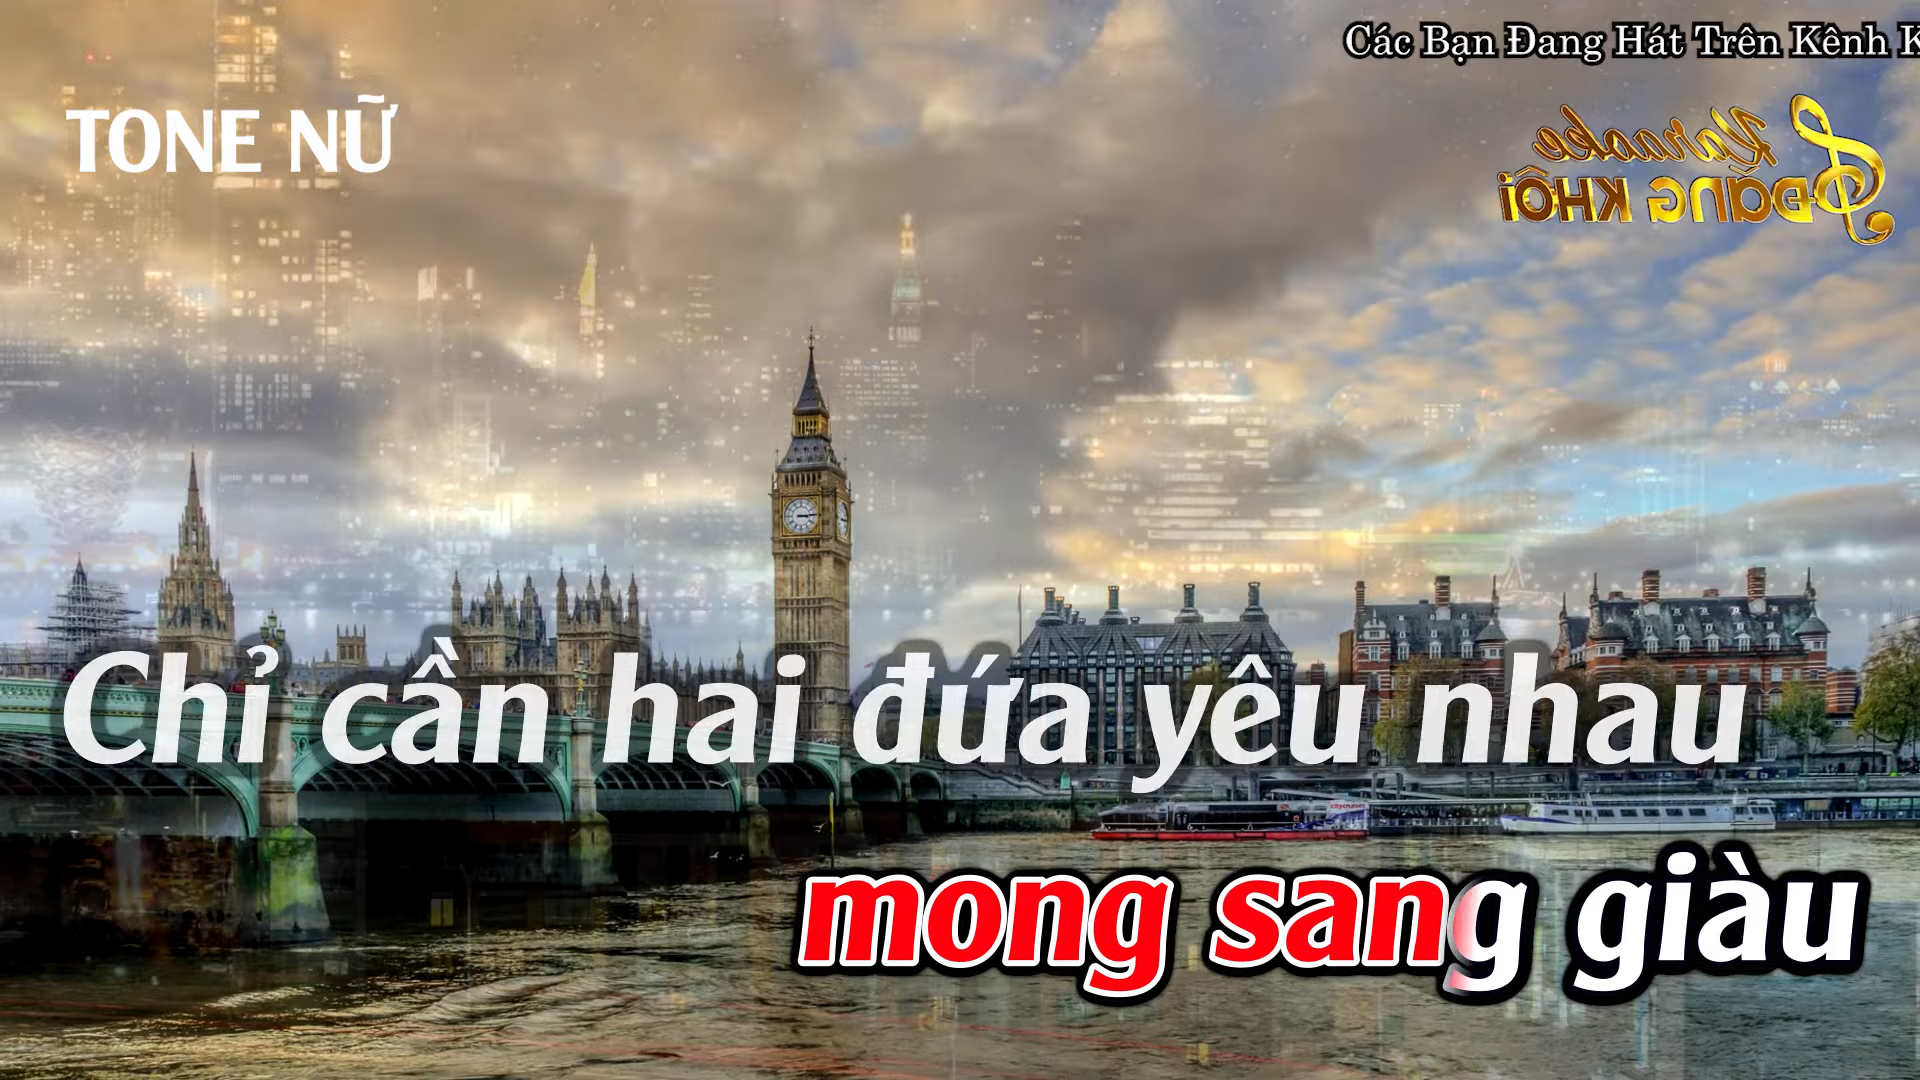 Các Bạn Đang Hát Trên Kênh
TONE NỮ
Karaoke
ĐĂNG KHÔI
Chỉ cần hai đứa yêu nhau
mong sang giàu
citycruises